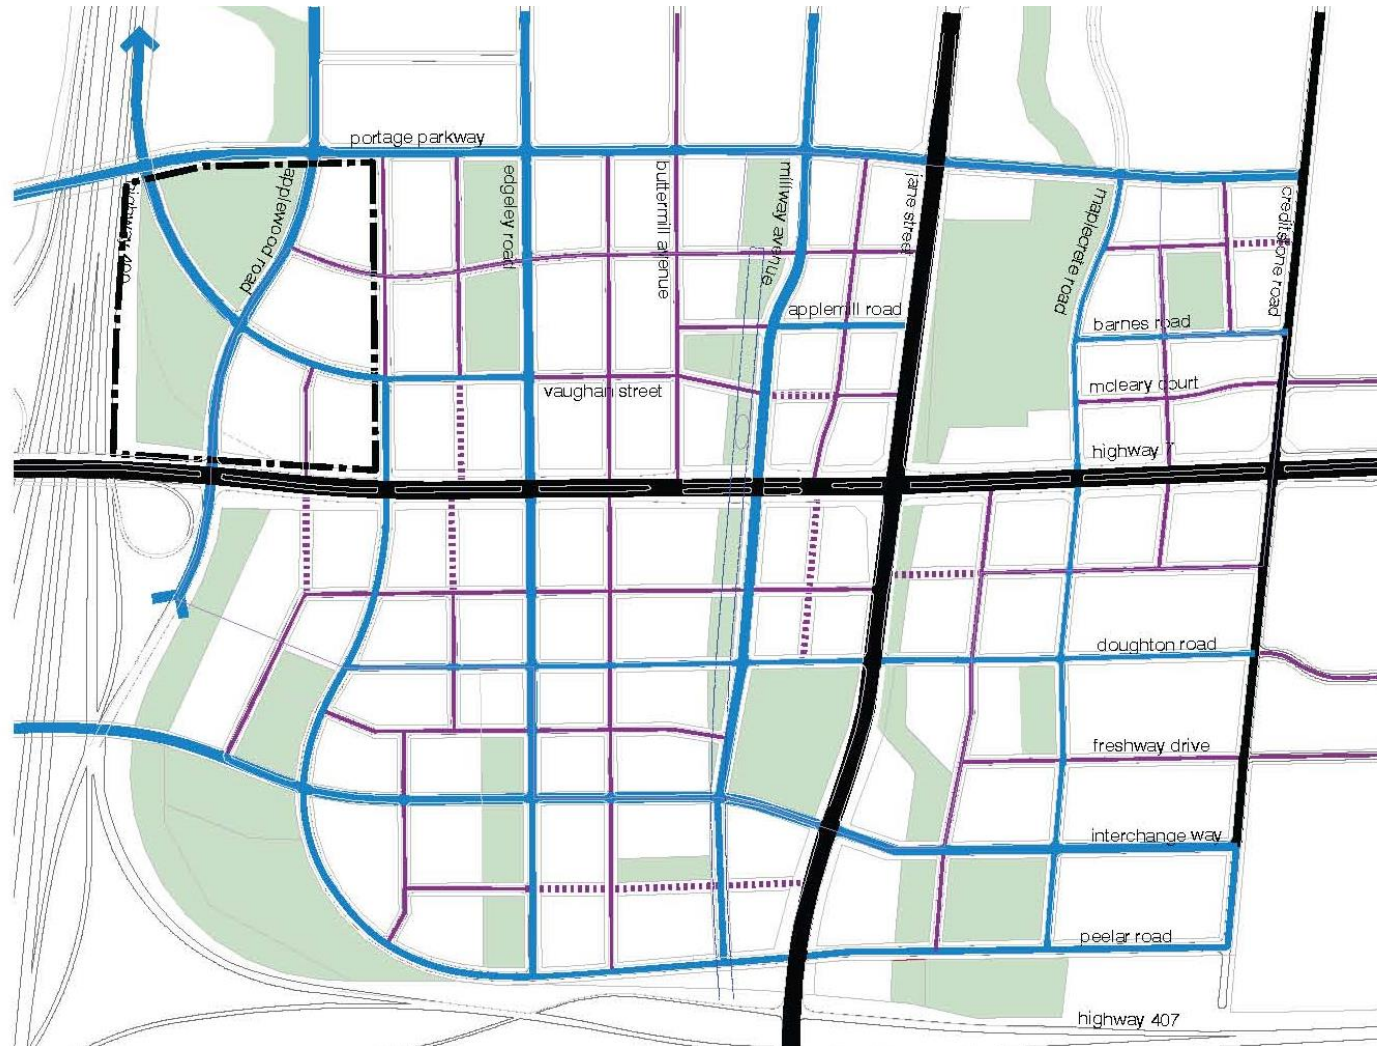 portage parkway
highway 400
applewood road
edgeley road
buttermill avenue
millway avenue
jane street
maplecrete road
creditstone road
applemill road
barnes road
vaughan street
mcleary court
highway 7
doughton road
freshway drive
interchange way
peelar road
highway 407